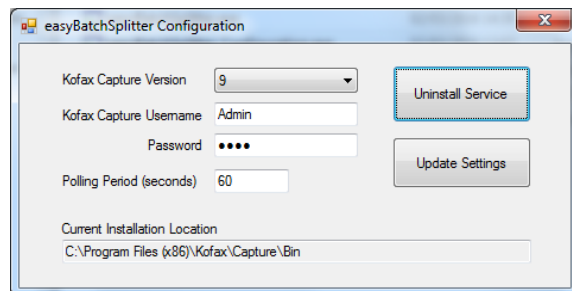 easyBatchSplitter Configuration
Kofax Capture Version 9
Uninstall Service
Kofax Capture Username Admin
Password ••••
Update Settings
Polling Period (seconds) 60
Current Installation Location
C:\Program Files (x86)\Kofax\Capture\Bin